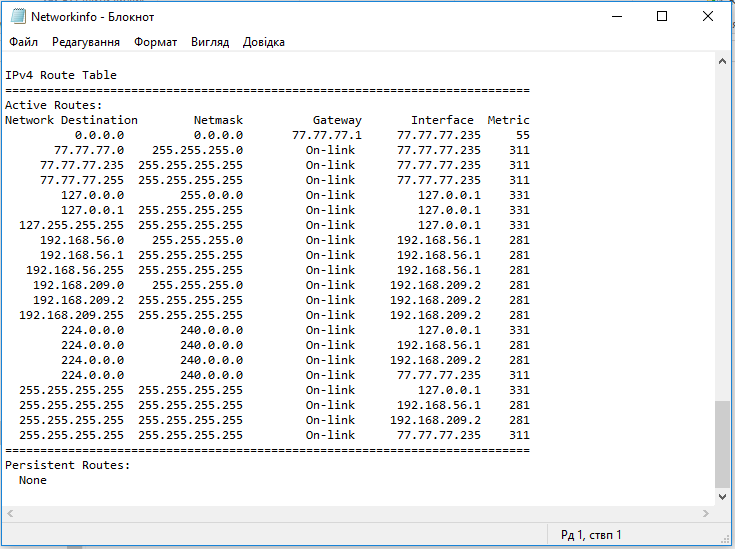 Networkinfo - Блокнот
Файл Редагування Формат Вигляд Довідка
IPv4 Route Table
===========================================================================
Active Routes:
Network Destination        Netmask          Gateway       Interface  Metric
          0.0.0.0          0.0.0.0       77.77.77.1     77.77.77.235     55
       77.77.77.0    255.255.255.0         On-link      77.77.77.235    311
     77.77.77.235  255.255.255.255         On-link      77.77.77.235    311
     77.77.77.255  255.255.255.255         On-link      77.77.77.235    311
        127.0.0.0        255.0.0.0         On-link         127.0.0.1    331
        127.0.0.1  255.255.255.255         On-link         127.0.0.1    331
  127.255.255.255  255.255.255.255         On-link         127.0.0.1    331
     192.168.56.0    255.255.255.0         On-link      192.168.56.1    281
     192.168.56.1  255.255.255.255         On-link      192.168.56.1    281
   192.168.56.255  255.255.255.255         On-link      192.168.56.1    281
    192.168.209.0    255.255.255.0         On-link     192.168.209.2    281
    192.168.209.2  255.255.255.255         On-link     192.168.209.2    281
  192.168.209.255  255.255.255.255         On-link     192.168.209.2    281
        224.0.0.0        240.0.0.0         On-link         127.0.0.1    331
        224.0.0.0        240.0.0.0         On-link      192.168.56.1    281
        224.0.0.0        240.0.0.0         On-link     192.168.209.2    281
        224.0.0.0        240.0.0.0         On-link      77.77.77.235    311
  255.255.255.255  255.255.255.255         On-link         127.0.0.1    331
  255.255.255.255  255.255.255.255         On-link      192.168.56.1    281
  255.255.255.255  255.255.255.255         On-link     192.168.209.2    281
  255.255.255.255  255.255.255.255         On-link      77.77.77.235    311
===========================================================================
Persistent Routes:
  None
Рд 1, ствп 1